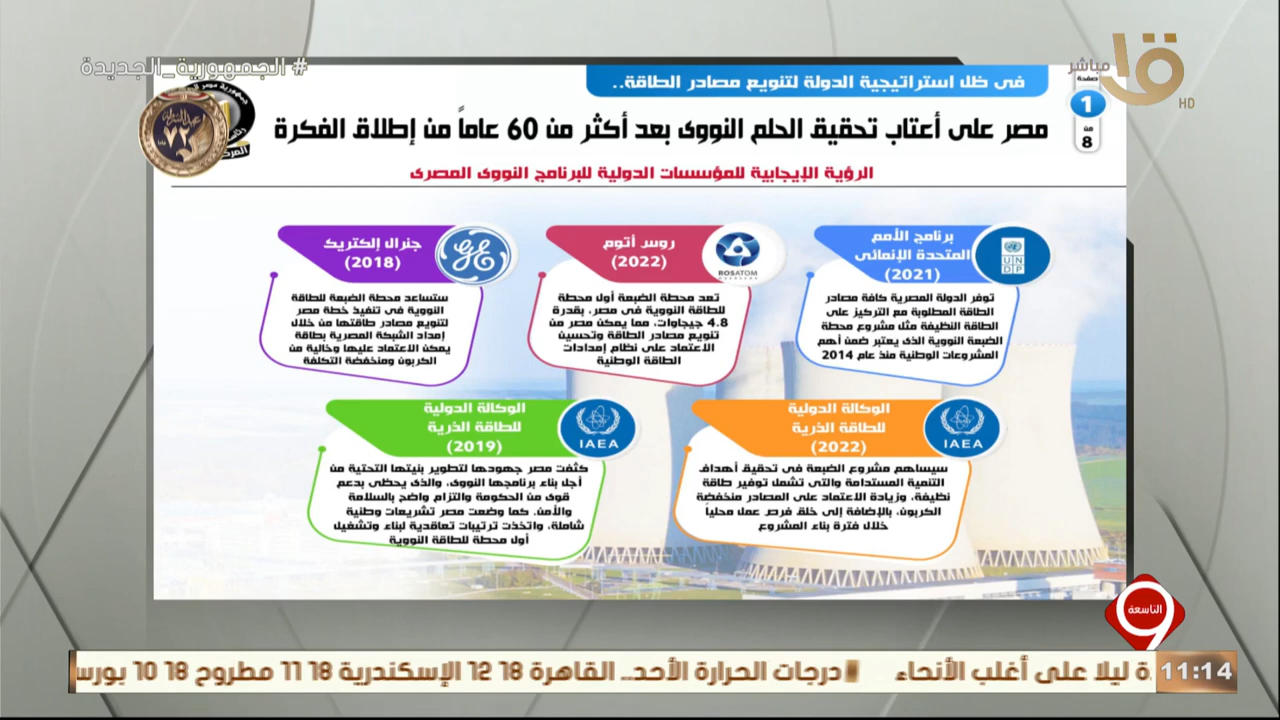 # الجمهورية_الجديدة
مباشر
HD
فى ظل استراتيجية الدولة لتنويع مصادر الطاقة..
صفحة
1
من
8
مصر على أعتاب تحقيق الحلم النووى بعد أكثر من 60 عاماً من إطلاق الفكرة
الرؤية الإيجابية للمؤسسات الدولية للبرنامج النووى المصرى
برنامج الأمم
المتحدة الإنمائى
(2021)
UN
DP
توفر الدولة المصرية كافة مصادر
الطاقة المطلوبة مع التركيز على
الطاقة النظيفة مثل مشروع محطة
الضبعة النووية الذى يعتبر ضمن أهم
المشروعات الوطنية منذ عام 2014
روس أتوم
(2022)
ROSATOM
تعد محطة الضبعة أول محطة
للطاقة النووية فى مصر، بقدرة
4.8 جيجاوات، مما يمكن مصر من
تنويع مصادر الطاقة وتحسين
الاعتماد على نظام إمدادات
الطاقة الوطنية
جنرال إلكتريك
(2018)
GE
ستساعد محطة الضبعة للطاقة
النووية فى تنفيذ خطة مصر
لتنويع مصادر طاقتها من خلال
إمداد الشبكة المصرية بطاقة
يمكن الاعتماد عليها وخالية من
الكربون ومنخفضة التكلفة
الوكالة الدولية
للطاقة الذرية
(2022)
IAEA
سيساهم مشروع الضبعة فى تحقيق أهداف
التنمية المستدامة والتى تشمل توفير طاقة
نظيفة، وزيادة الاعتماد على المصادر منخفضة
الكربون، بالإضافة إلى خلق فرص عمل محلياً
خلال فترة بناء المشروع
الوكالة الدولية
للطاقة الذرية
(2019)
IAEA
كثفت مصر جهودها لتطوير بنيتها التحتية من
أجل بناء برنامجها النووى، والذى يحظى بدعم
قوى من الحكومة والتزام واضح بالسلامة
والأمن، كما وضعت مصر تشريعات وطنية
شاملة، واتخذت ترتيبات تعاقدية لبناء وتشغيل
أول محطة للطاقة النووية
التاسعة
9
11:14
ة ليلا على أغلب الأنحاء درجات الحرارة الأحد.. القاهرة 18 12 الإسكندرية 18 11 مطروح 18 10 بورس